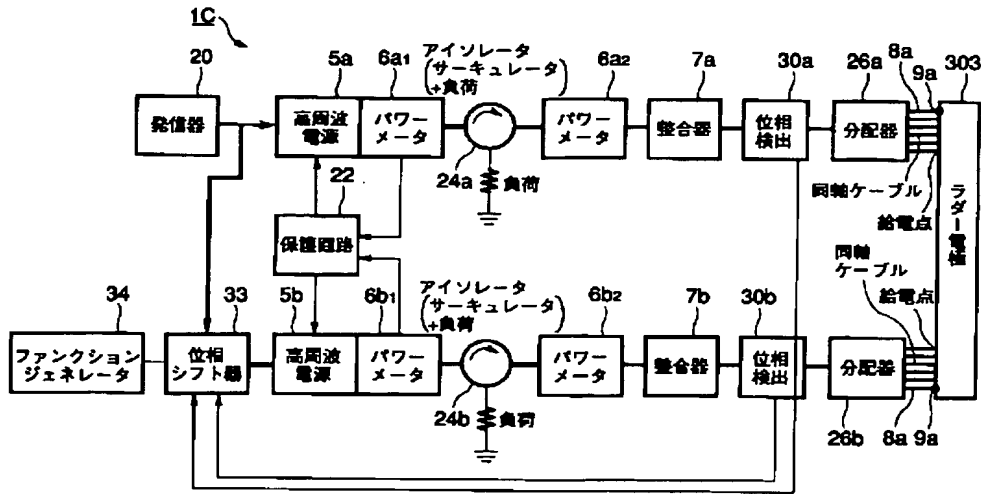 1C
20
5a
6a1
アイソレータ
(サーキュレータ)
+負荷
6a2
7a
30a
26a
8a
9a
303
発信器
高周波
電源
パワー
メータ
パワー
メータ
整合器
位相
検出
分配器
24a
負荷
同軸ケーブル
給電点
ラダー電極
22
保護回路
34
33
5b
6b1
アイソレータ
(サーキュレータ)
+負荷
6b2
7b
30b
同軸
ケーブル
給電点
ファンクション
ジェネレータ
位相
シフト器
高周波
電源
パワー
メータ
パワー
メータ
整合器
位相
検出
分配器
24b
負荷
26b
8a
9a